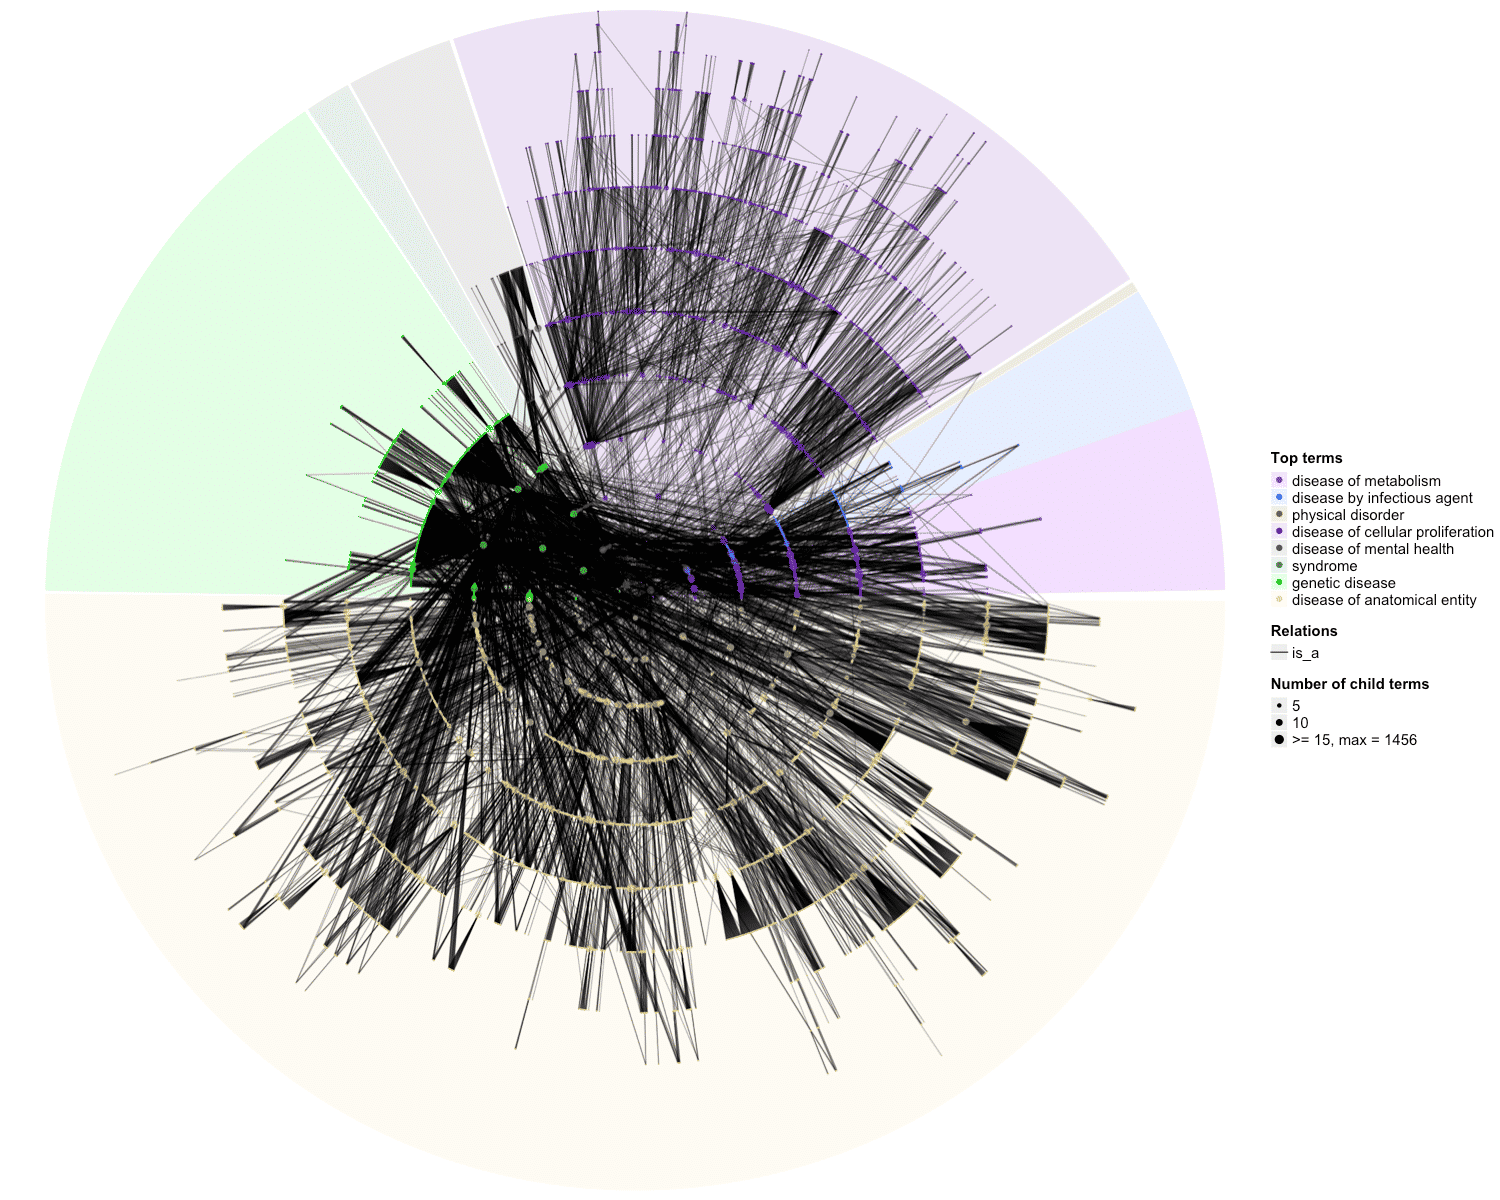 Top terms
disease of metabolism
disease by infectious agent
physical disorder
disease of cellular proliferation
disease of mental health
syndrome
genetic disease
disease of anatomical entity
Relations
is_a
Number of child terms
5
10
>= 15, max = 1456